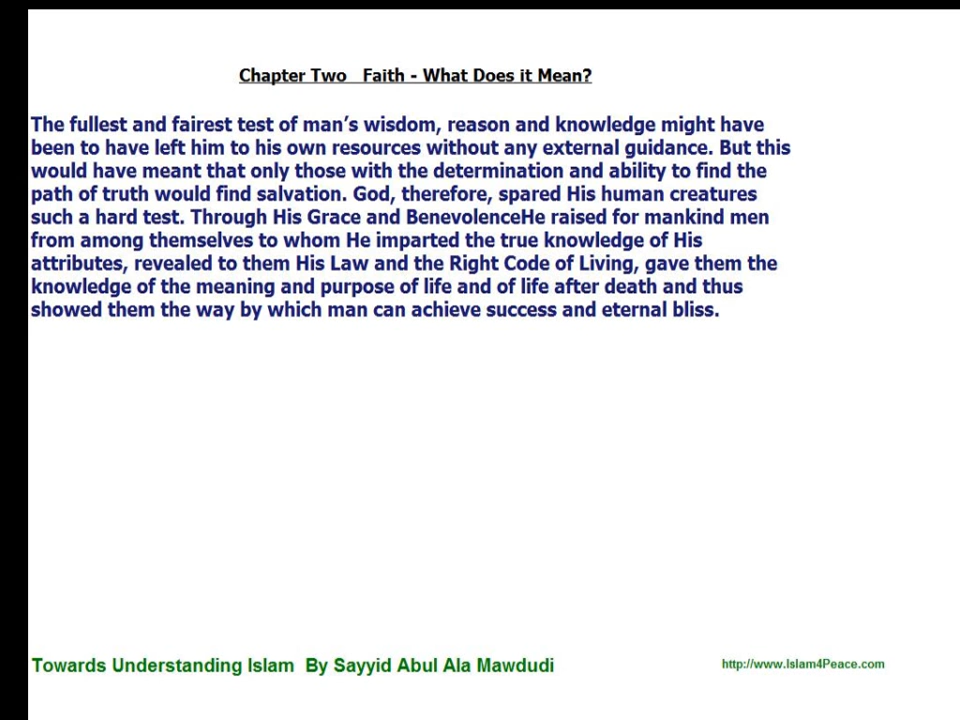 Chapter Two   Faith - What Does it Mean?
The fullest and fairest test of man’s wisdom, reason and knowledge might have
been to have left him to his own resources without any external guidance. But this
would have meant that only those with the determination and ability to find the
path of truth would find salvation. God, therefore, spared His human creatures
such a hard test. Through His Grace and BenevolenceHe raised for mankind men
from among themselves to whom He imparted the true knowledge of His
attributes, revealed to them His Law and the Right Code of Living, gave them the
knowledge of the meaning and purpose of life and of life after death and thus
showed them the way by which man can achieve success and eternal bliss.
Towards Understanding Islam  By Sayyid Abul Ala Mawdudi
http://www.Islam4Peace.com